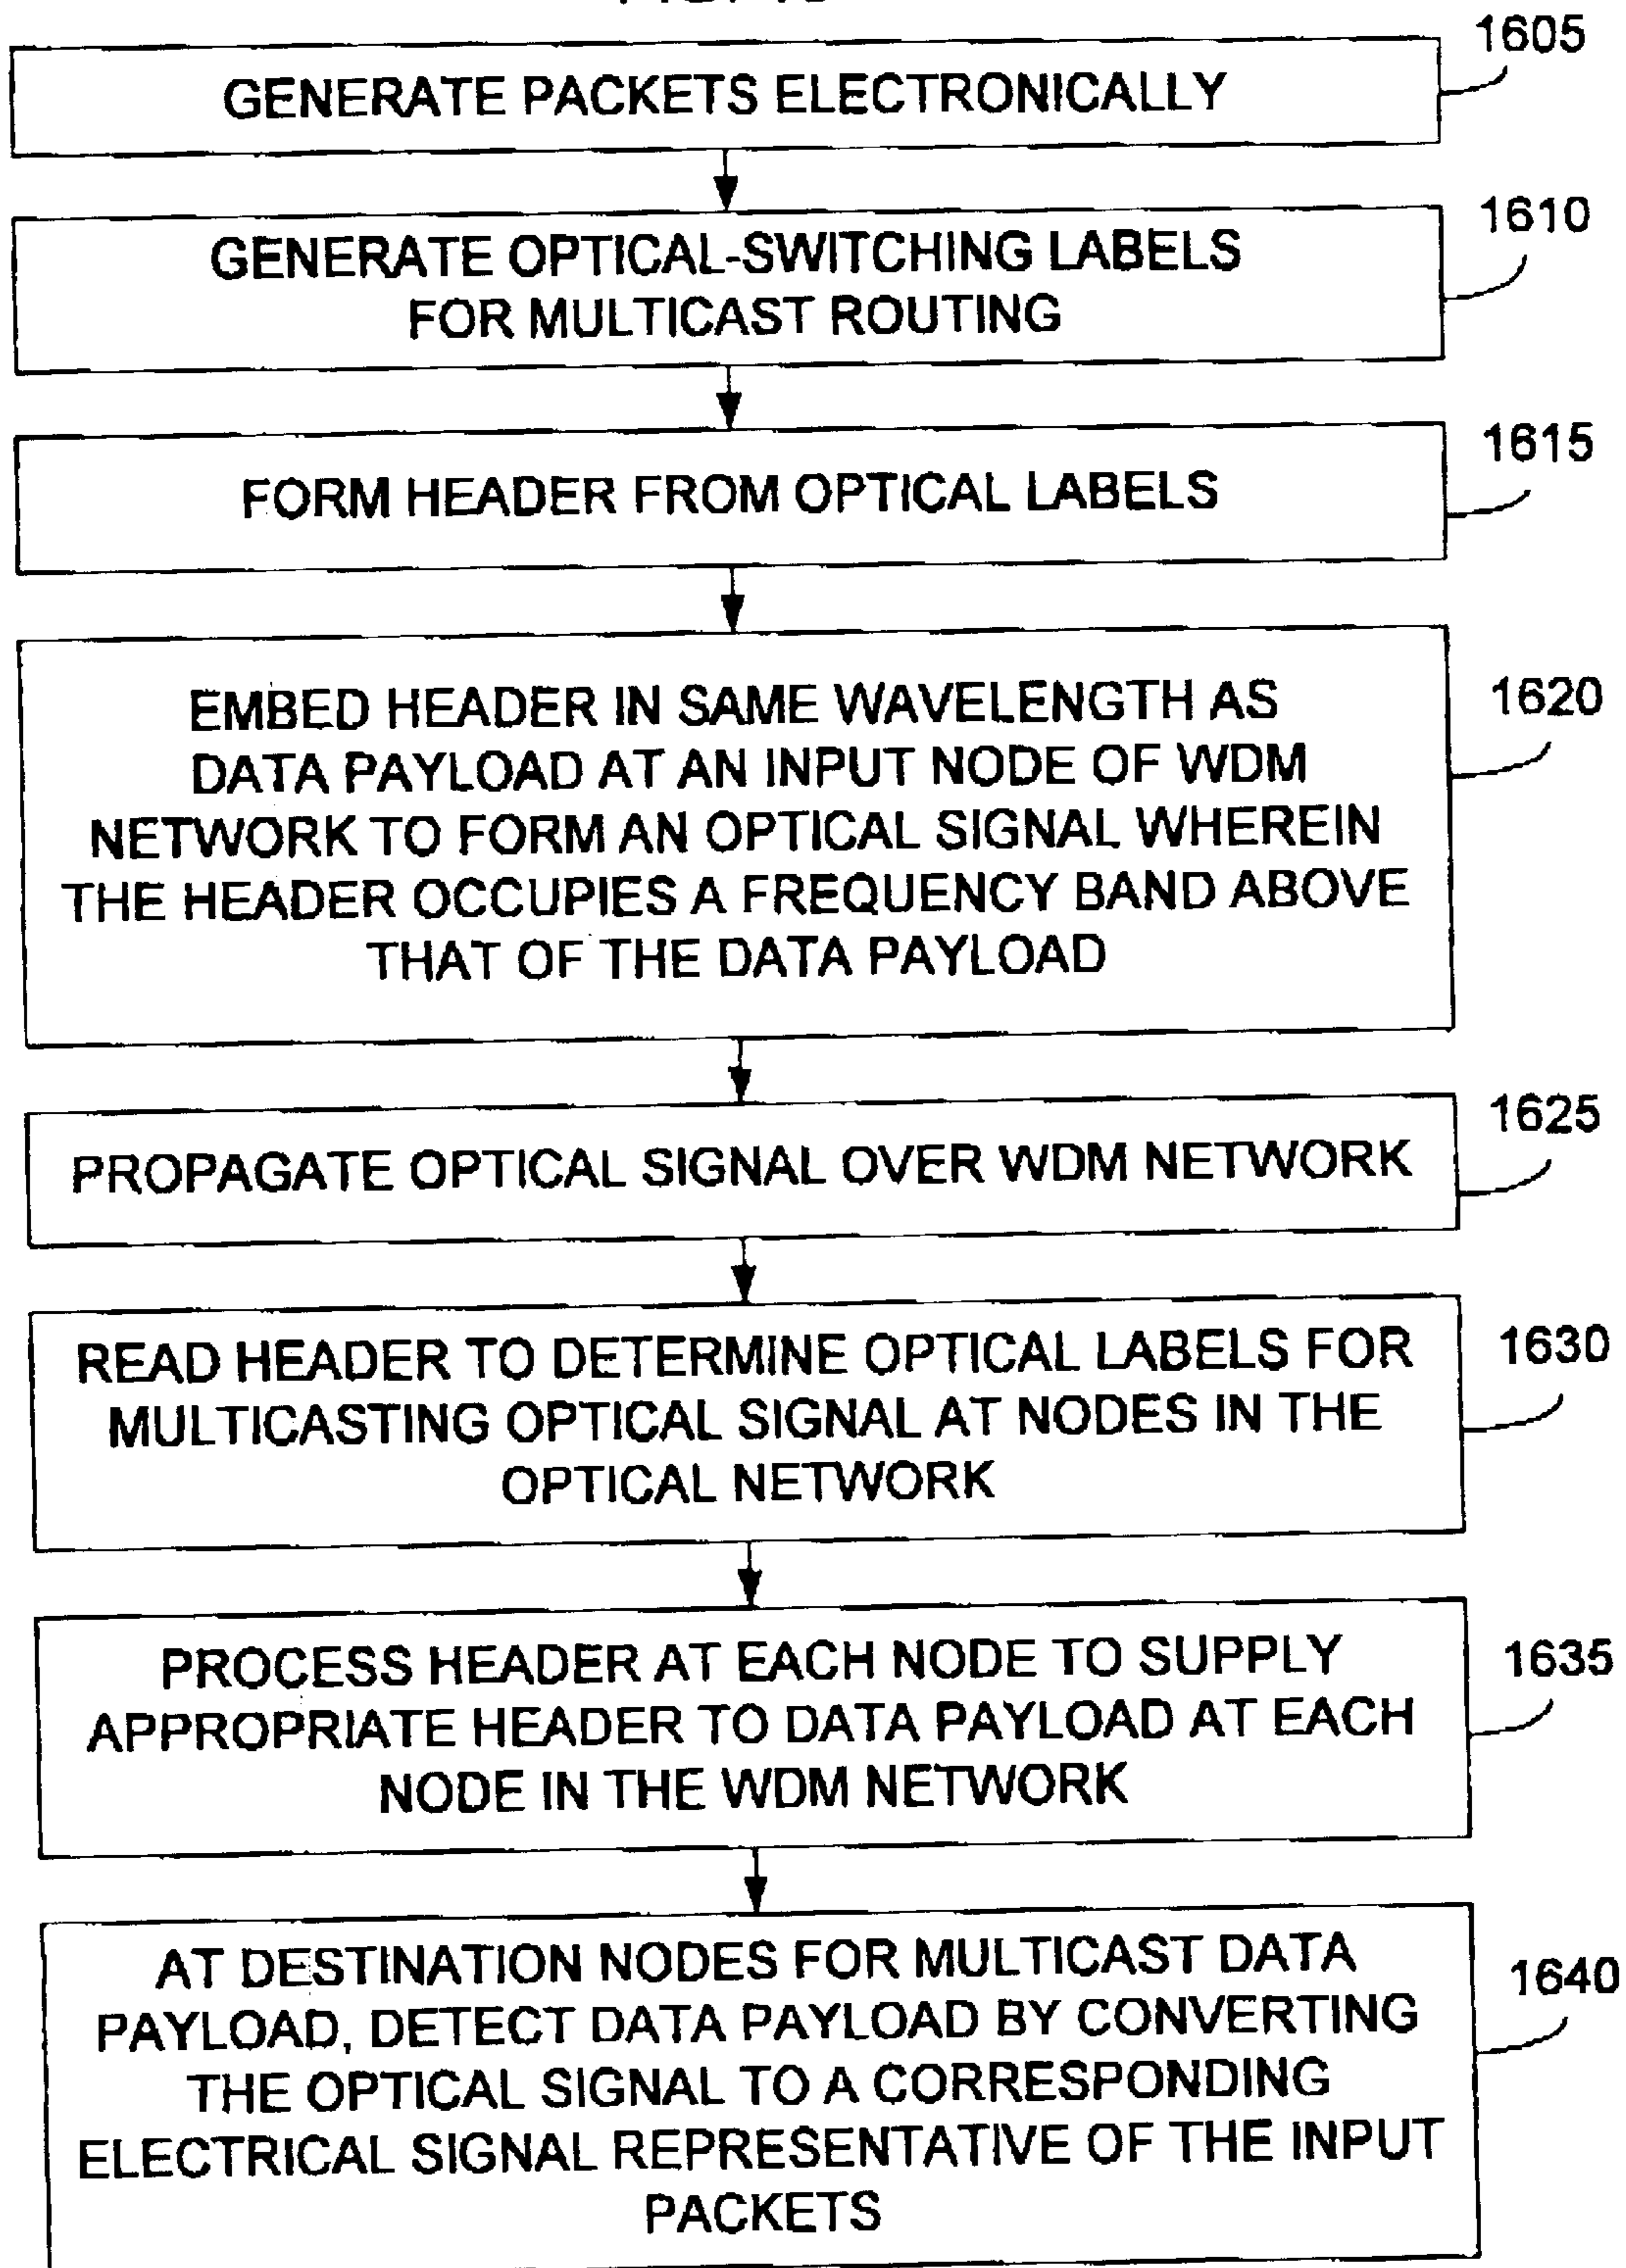 1605
GENERATE PACKETS ELECTRONICALLY
1610
GENERATE OPTICAL-SWITCHING LABELS
FOR MULTICAST ROUTING
1615
FORM HEADER FROM OPTICAL LABELS
1620
EMBED HEADER IN SAME WAVELENGTH AS
DATA PAYLOAD AT AN INPUT NODE OF WDM
NETWORK TO FORM AN OPTICAL SIGNAL WHEREIN
THE HEADER OCCUPIES A FREQUENCY BAND ABOVE
THAT OF THE DATA PAYLOAD
1625
PROPAGATE OPTICAL SIGNAL OVER WDM NETWORK
1630
READ HEADER TO DETERMINE OPTICAL LABELS FOR
MULTICASTING OPTICAL SIGNAL AT NODES IN THE
OPTICAL NETWORK
1635
PROCESS HEADER AT EACH NODE TO SUPPLY
APPROPRIATE HEADER TO DATA PAYLOAD AT EACH
NODE IN THE WDM NETWORK
1640
AT DESTINATION NODES FOR MULTICAST DATA
PAYLOAD, DETECT DATA PAYLOAD BY CONVERTING
THE OPTICAL SIGNAL TO A CORRESPONDING
ELECTRICAL SIGNAL REPRESENTATIVE OF THE INPUT
PACKETS